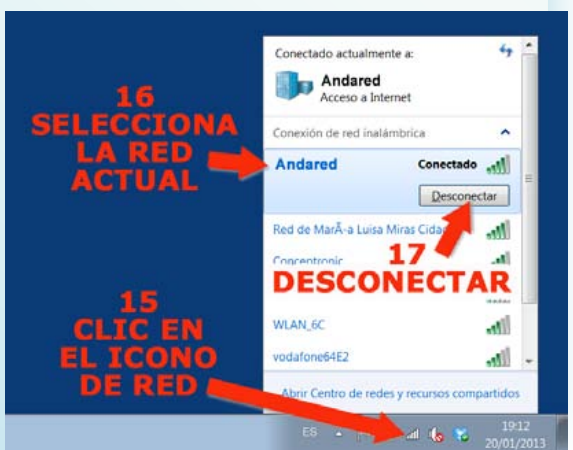 Conectado actualmente a:
Andared
Acceso a Internet
Conexión de red inalámbrica
16
SELECCIONA
LA RED
ACTUAL
Andared Conectado
Desconectar
Red de MarÃ-a Luisa Miras
17
DESCONECTAR
Concentronic
15
CLIC EN
EL ICONO
DE RED
WLAN_6C
vodafone64E2
Abrir Centro de redes y recursos compartidos
ES
19:12
20/01/2013